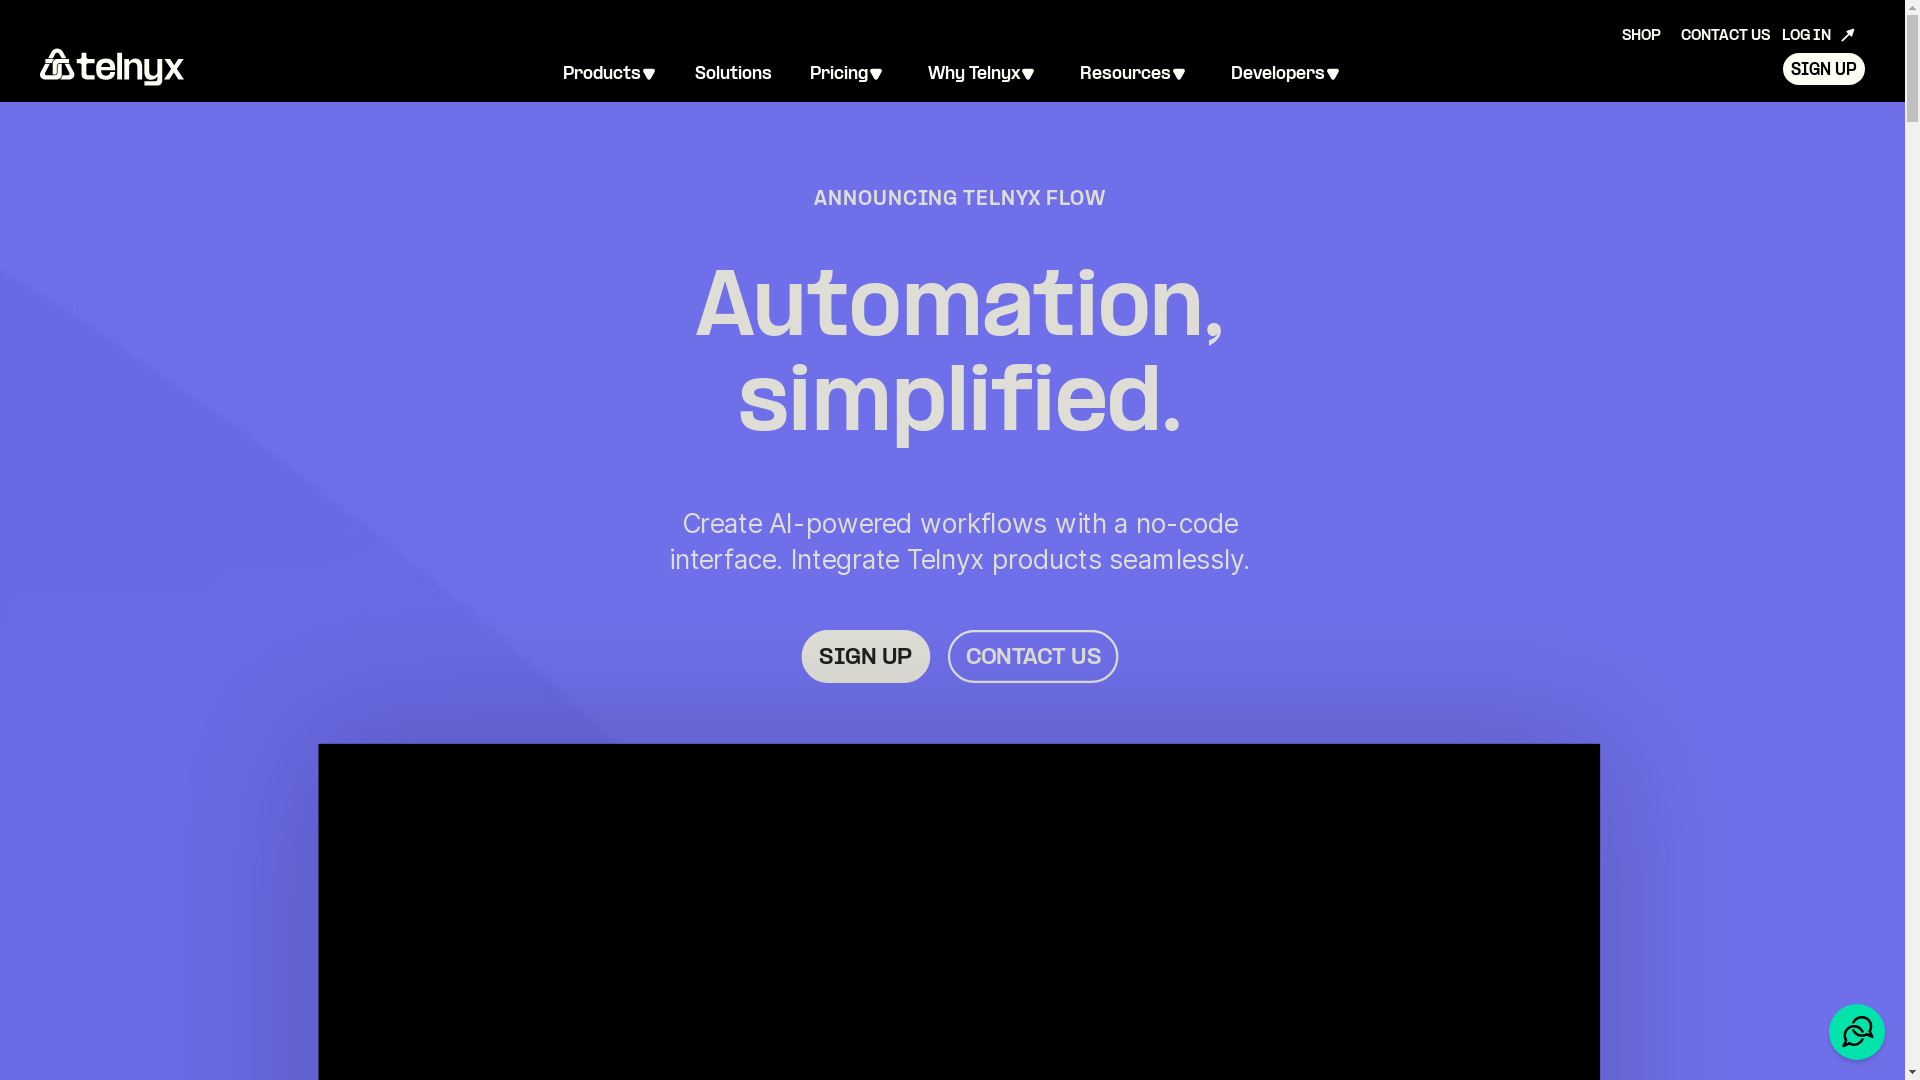 SHOP CONTACT US LOG IN
telnyx Products Solutions Pricing Why Telnyx Resources Developers SIGN UP
ANNOUNCING TELNYX FLOW
Automation,
simplified.
Create AI-powered workflows with a no-code
interface. Integrate Telnyx products seamlessly.
SIGN UP CONTACT US